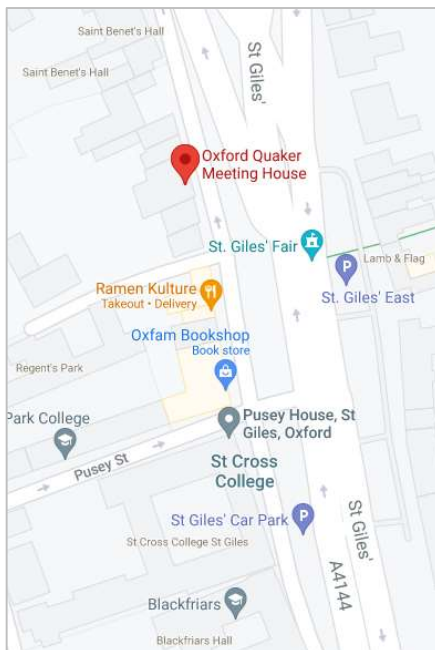 Saint Benet's Hall
St Giles'
Saint Benet's Hall
Oxford Quaker
Meeting House
St. Giles' Fair
Lamb & Flag
P
St. Giles' East
Ramen Kulture
Takeout • Delivery
Oxfam Bookshop
Book store
Regent's Park
Park College
Pusey House, St
Giles, Oxford
Pusey St
St Cross
College
St Giles' Car Park
P
St Giles'
St Cross College St Giles
A4144
Blackfriars
Blackfriars Hall